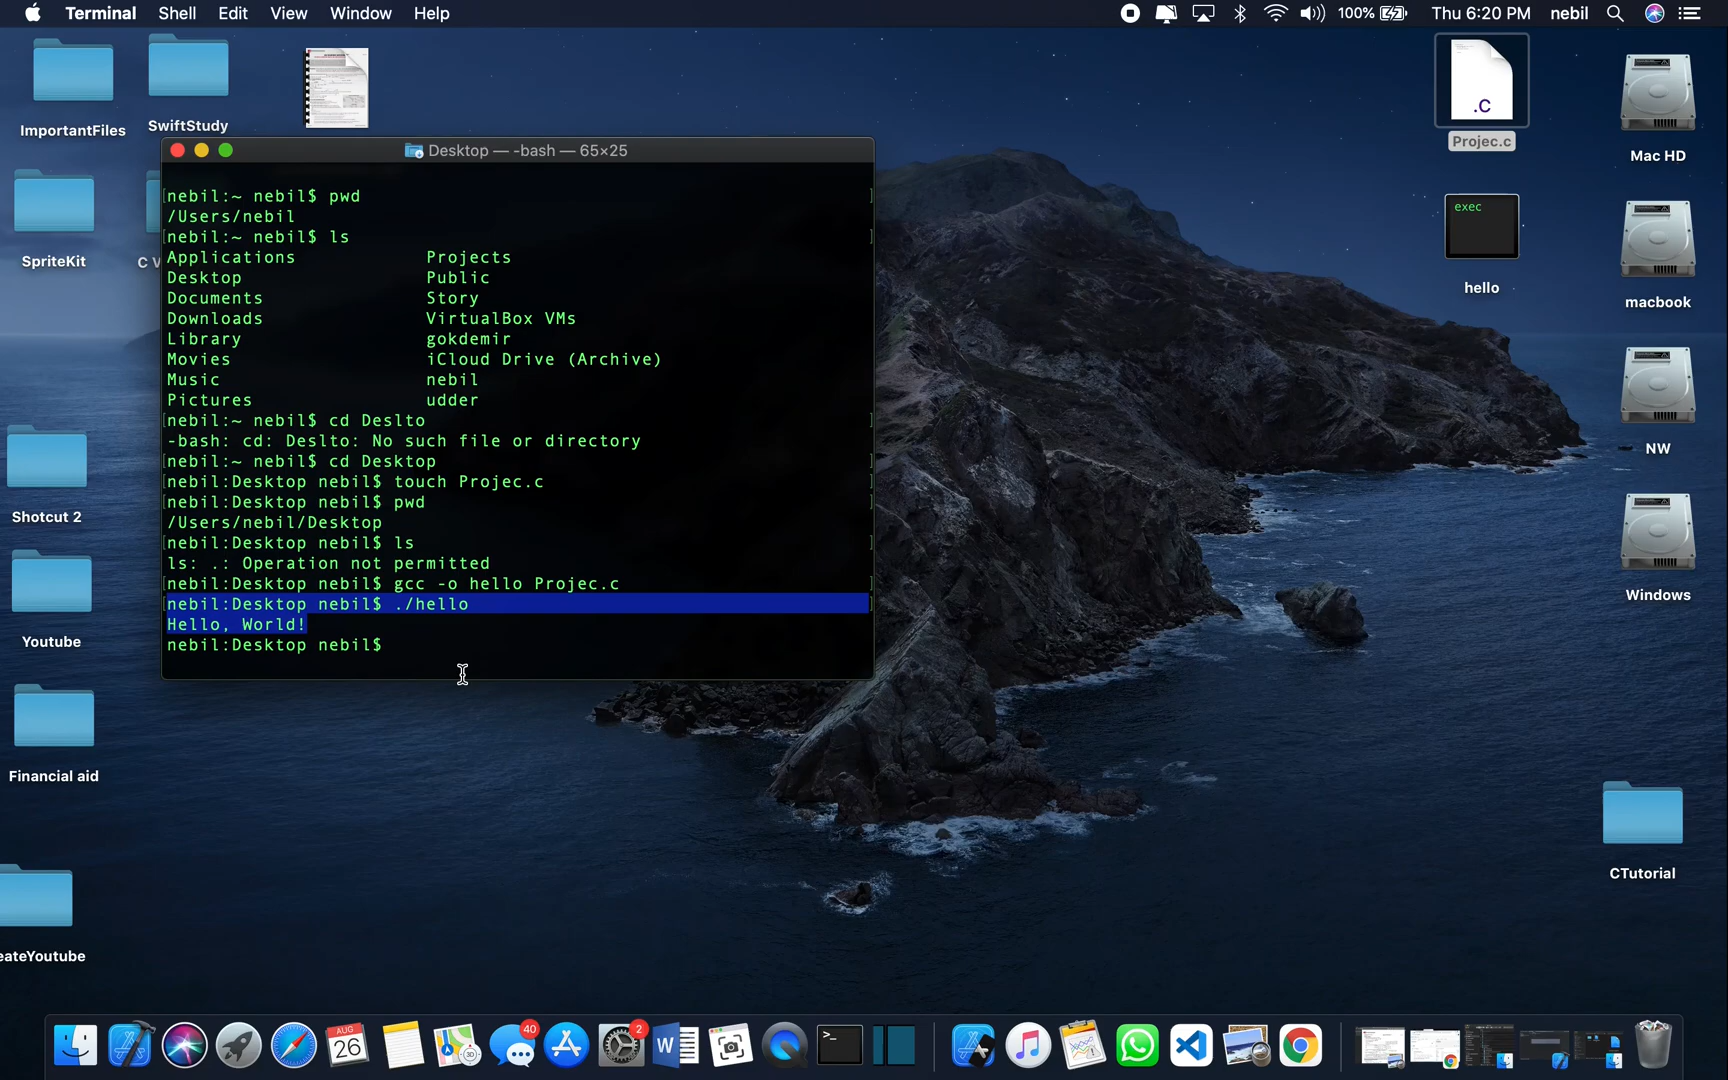 Terminal Shell Edit View Window Help 100% Thu 6:20 PM nebil
ImportantFiles
SwiftStudy
SpriteKit
C V
Shotcut 2
Youtube
Financial aid
eateYoutube
Desktop — -bash — 65×25
nebil:~ nebil$ pwd
/Users/nebil
nebil:~ nebil$ ls
Applications Projects
Desktop Public
Documents Story
Downloads VirtualBox VMs
Library gokdemir
Movies iCloud Drive (Archive)
Music nebil
Pictures udder
nebil:~ nebil$ cd Deslto
-bash: cd: Deslto: No such file or directory
nebil:~ nebil$ cd Desktop
nebil:Desktop nebil$ touch Projec.c
nebil:Desktop nebil$ pwd
/Users/nebil/Desktop
nebil:Desktop nebil$ ls
ls: .: Operation not permitted
nebil:Desktop nebil$ gcc -o hello Projec.c
nebil:Desktop nebil$ ./hello
Hello, World!
nebil:Desktop nebil$
.C
Projec.c
exec
hello
Mac HD
macbook
NW
Windows
CTutorial
AUG
26
3D
40
2
W
>_